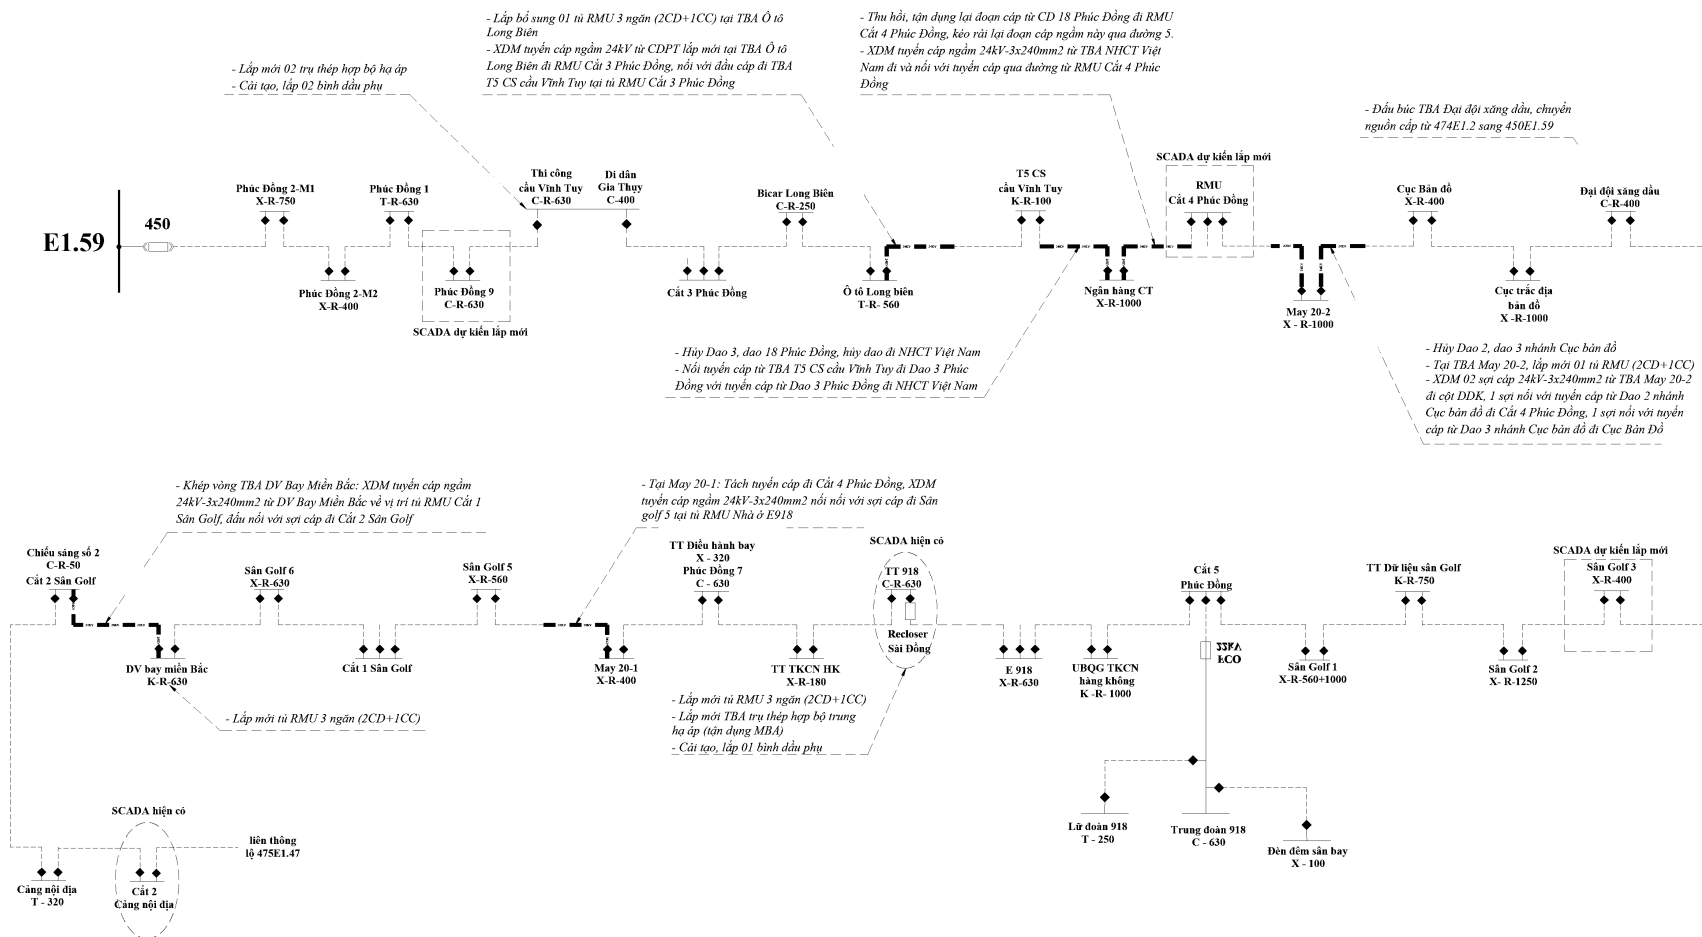 - Lắp bổ sung 01 tủ RMU 3 ngăn (2CD+1CC) tại TBA Ô tô
Long Biên
- XDM tuyến cáp ngầm 24kV từ CDPT lắp mới tại TBA Ô tô
Long Biên đi RMU Cắt 3 Phúc Đồng, nối với đầu cáp đi TBA
T5 CS cầu Vĩnh Tuy tại tủ RMU Cắt 3 Phúc Đồng
- Thu hồi, tận dụng lại đoạn cáp từ CD 18 Phúc Đồng đi RMU
Cắt 4 Phúc Đồng, kéo rải lại đoạn cáp ngầm này qua đường 5.
- XDM tuyến cáp ngầm 24kV-3x240mm2 từ TBA NHCT Việt
Nam đi và nối với tuyến cáp qua đường từ RMU Cắt 4 Phúc
Đồng
- Lắp mới 02 trụ thép hợp bộ hạ áp
- Cải tạo, lắp 02 bình dầu phụ
- Đấu búc TBA Đại đội xăng dầu, chuyển
nguồn cấp từ 474E1.2 sang 450E1.59
E1.59
450
Phúc Đồng 2-M1
X-R-750
Phúc Đồng 2-M2
X-R-400
Phúc Đồng 1
T-R-630
Phúc Đồng 9
C-R-630
SCADA dự kiến lắp mới
Thi công
cầu Vĩnh Tuy
C-R-630
Di dân
Gia Thụy
C-400
Cắt 3 Phúc Đồng
Bicar Long Biên
C-R-250
Ô tô Long biên
T-R- 560
T5 CS
cầu Vĩnh Tuy
K-R-100
Ngân hàng CT
X-R-1000
SCADA dự kiến lắp mới
RMU
Cắt 4 Phúc Đồng
May 20-2
X - R-1000
Cục Bản đồ
X-R-400
Cục trắc địa
bản đồ
X -R-1000
Đại đội xăng dầu
C-R-400
- Hủy Dao 3, dao 18 Phúc Đồng, hủy dao đi NHCT Việt Nam
- Nối tuyến cáp từ TBA T5 CS cầu Vĩnh Tuy đi Dao 3 Phúc
Đồng với tuyến cáp từ Dao 3 Phúc Đồng đi NHCT Việt Nam
- Hủy Dao 2, dao 3 nhánh Cục bản đồ
- Tại TBA May 20-2, lắp mới 01 tủ RMU (2CD+1CC)
- XDM 02 sợi cáp 24kV-3x240mm2 từ TBA May 20-2
đi cột DDK, 1 sợi nối với tuyến cáp từ Dao 2 nhánh
Cục bản đồ đi Cắt 4 Phúc Đồng, 1 sợi nối với tuyến
cáp từ Dao 3 nhánh Cục bản đồ đi Cục Bản Đồ
- Khép vòng TBA DV Bay Miền Bắc: XDM tuyến cáp ngầm
24kV-3x240mm2 từ DV Bay Miền Bắc về vị trí tủ RMU Cắt 1
Sân Golf, đấu nối với sợi cáp đi Cắt 2 Sân Golf
- Tại May 20-1: Tách tuyến cáp đi Cắt 4 Phúc Đồng, XDM
tuyến cáp ngầm 24kV-3x240mm2 nối nối với sợi cáp đi Sân
golf 5 tại tủ RMU Nhà ở E918
Chiếu sáng số 2
C-R-50
Cắt 2 Sân Golf
DV bay miền Bắc
K-R-630
Sân Golf 6
X-R-630
Cắt 1 Sân Golf
Sân Golf 5
X-R-560
May 20-1
X-R-400
TT Điều hành bay
X - 320
Phúc Đồng 7
C - 630
TT TKCN HK
X-R-180
SCADA hiện có
TT 918
C-R-630
Recloser
Sài Đồng
E 918
X-R-630
UBQG TKCN
hàng không
K -R- 1000
Cắt 5
Phúc Đồng
22kV
FCO
Sân Golf 1
X-R-560+1000
TT Dữ liệu sân Golf
K-R-750
Sân Golf 2
X- R-1250
SCADA dự kiến lắp mới
Sân Golf 3
X-R-400
- Lắp mới tủ RMU 3 ngăn (2CD+1CC)
- Lắp mới tủ RMU 3 ngăn (2CD+1CC)
- Lắp mới TBA trụ thép hợp bộ trung
hạ áp (tận dụng MBA)
- Cải tạo, lắp 01 bình dầu phụ
Lữ đoàn 918
T - 250
Trung đoàn 918
C - 630
Đèn đêm sân bay
X - 100
SCADA hiện có
liên thông
lộ 475E1.47
Cảng nội địa
T - 320
Cắt 2
Cảng nội địa